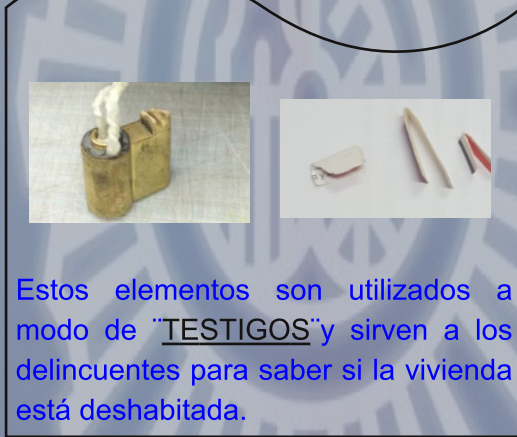 Estos elementos son utilizados a
modo de ¨TESTIGOS¨y sirven a los
delincuentes para saber si la vivienda
está deshabitada.